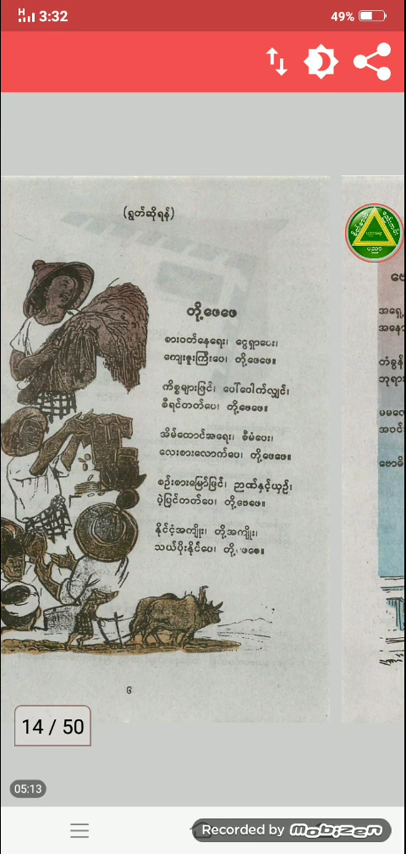 3:32
49%
(ရွတ်ဆိုရန်)
တို့ဖေဖေ
စားဝတ်နေရေး၊ ငွေရှာပေး၊
ကျေးဇူးကြီးပေ၊ တို့ဖေဖေ။
ကိစ္စများဖြင့်၊ ပေါ်ပေါက်လျှင်၊
စီရင်တတ်ပေ၊ တို့ဖေဖေ။
အိမ်ထောင်အရေး၊ စီမံပေး၊
လေးစားလောက်ပေ၊ တို့ဖေဖေ။
စဉ်းစားမြော်မြင်၊ ဉာဏ်နှင့်ယှဉ်၊
ပဲ့ပြင်တတ်ပေ၊ တို့ဖေဖေ။
နိုင်ငံ့အကျိုး၊ တို့အကျိုး၊
သယ်ပိုးနိုင်ပေ၊ တို့ဖေဖေ။
၆
အရှေ့
14 / 50
05:13
Recorded by mobizen